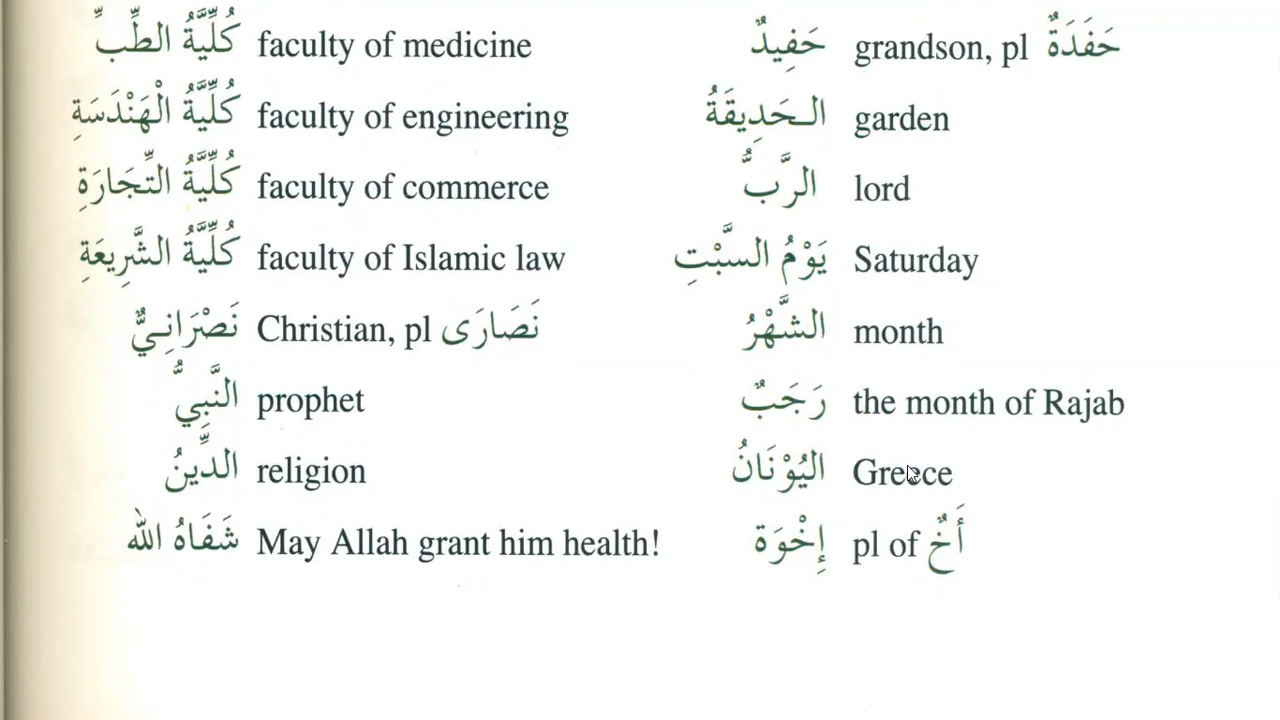 كُلِّيَّةُ الطِّبِّ faculty of medicine
كُلِّيَّةُ الْهَنْدَسَةِ faculty of engineering
كُلِّيَّةُ التِّجَارَةِ faculty of commerce
كُلِّيَّةُ الشَّرِيعَةِ faculty of Islamic law
نَصْرَانِيٌّ Christian, pl نَصَارَى
النَّبِيُّ prophet
الدِّينُ religion
شَفَاهُ الله May Allah grant him health!
حَفِيدٌ grandson, pl حَفَدَةٌ
الحَدِيقَةُ garden
الرَّبُّ lord
يَوْمُ السَّبْتِ Saturday
الشَّهْرُ month
رَجَبٌ the month of Rajab
اليُوْنَانُ Greece
إِخْوَة pl of أَخٌ